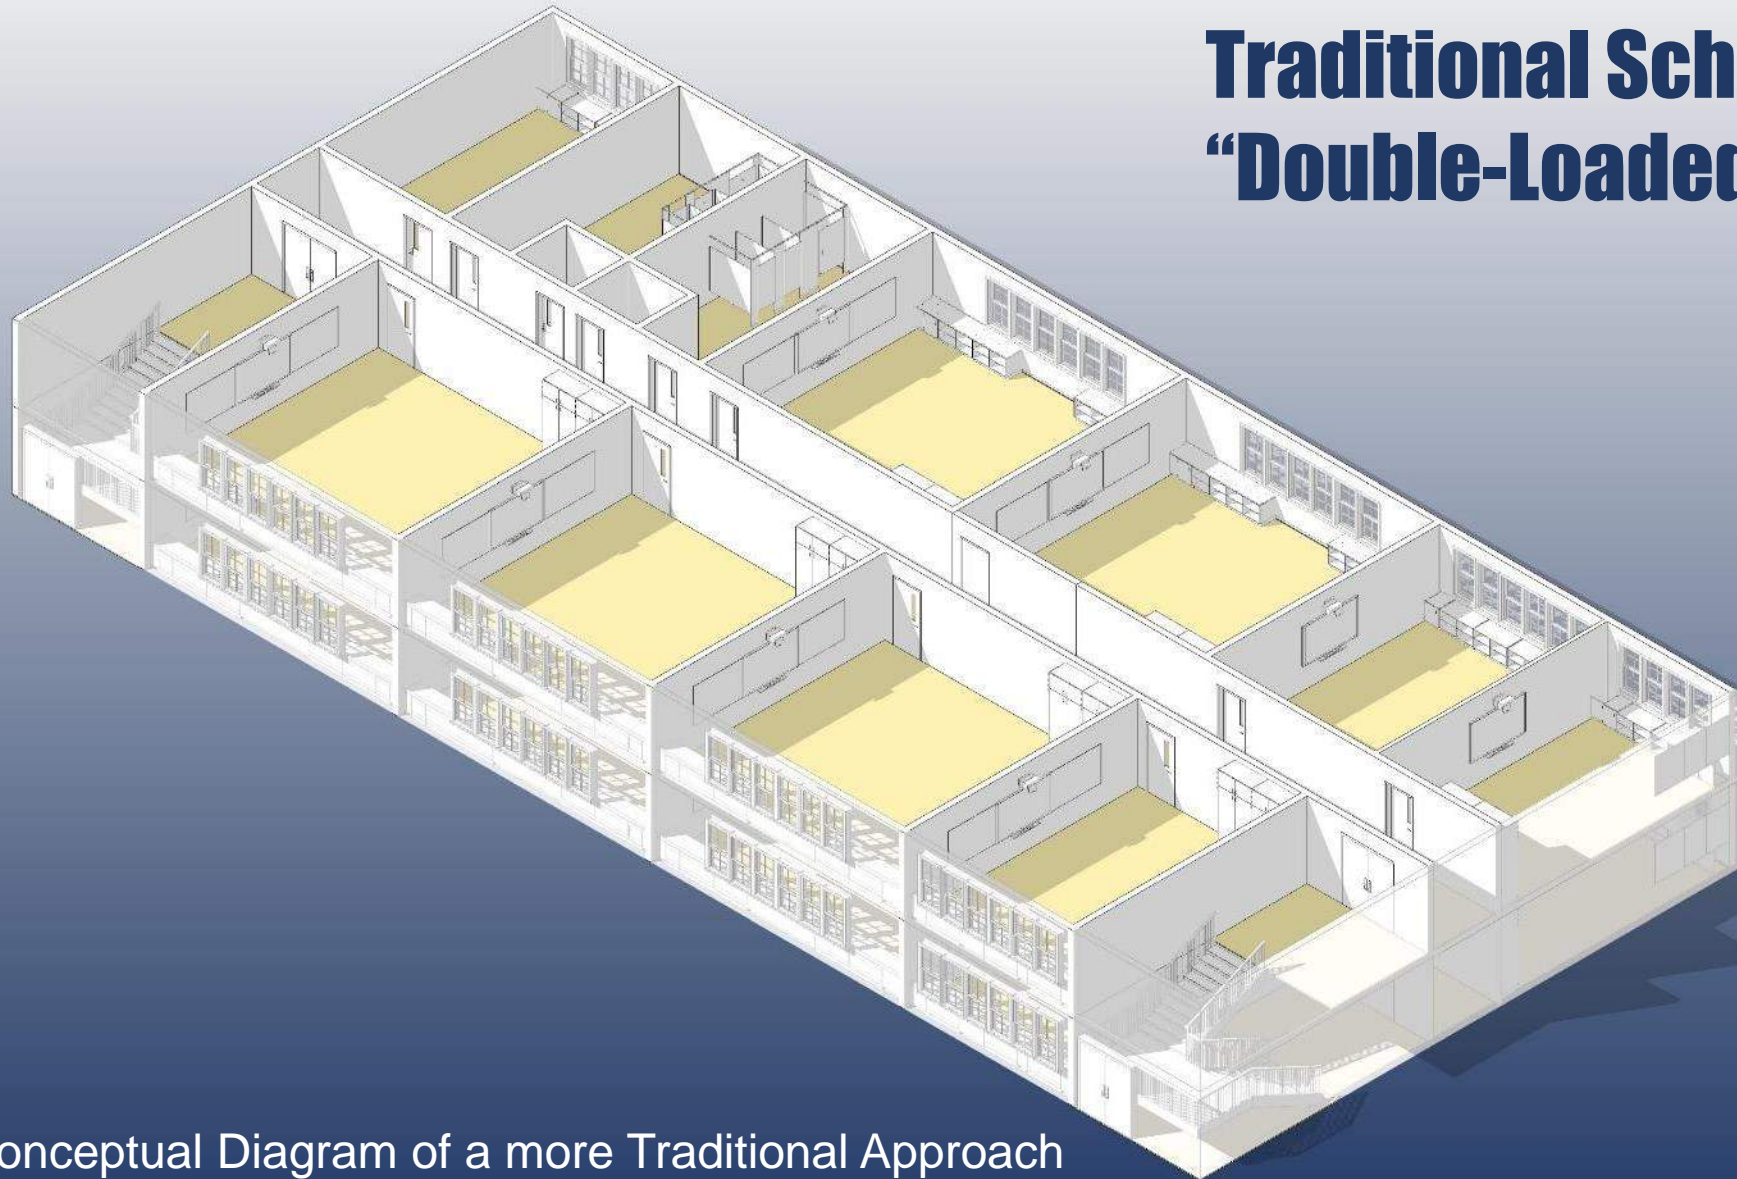 Traditional Sch
“Double-Loaded
onceptual Diagram of a more Traditional Approach